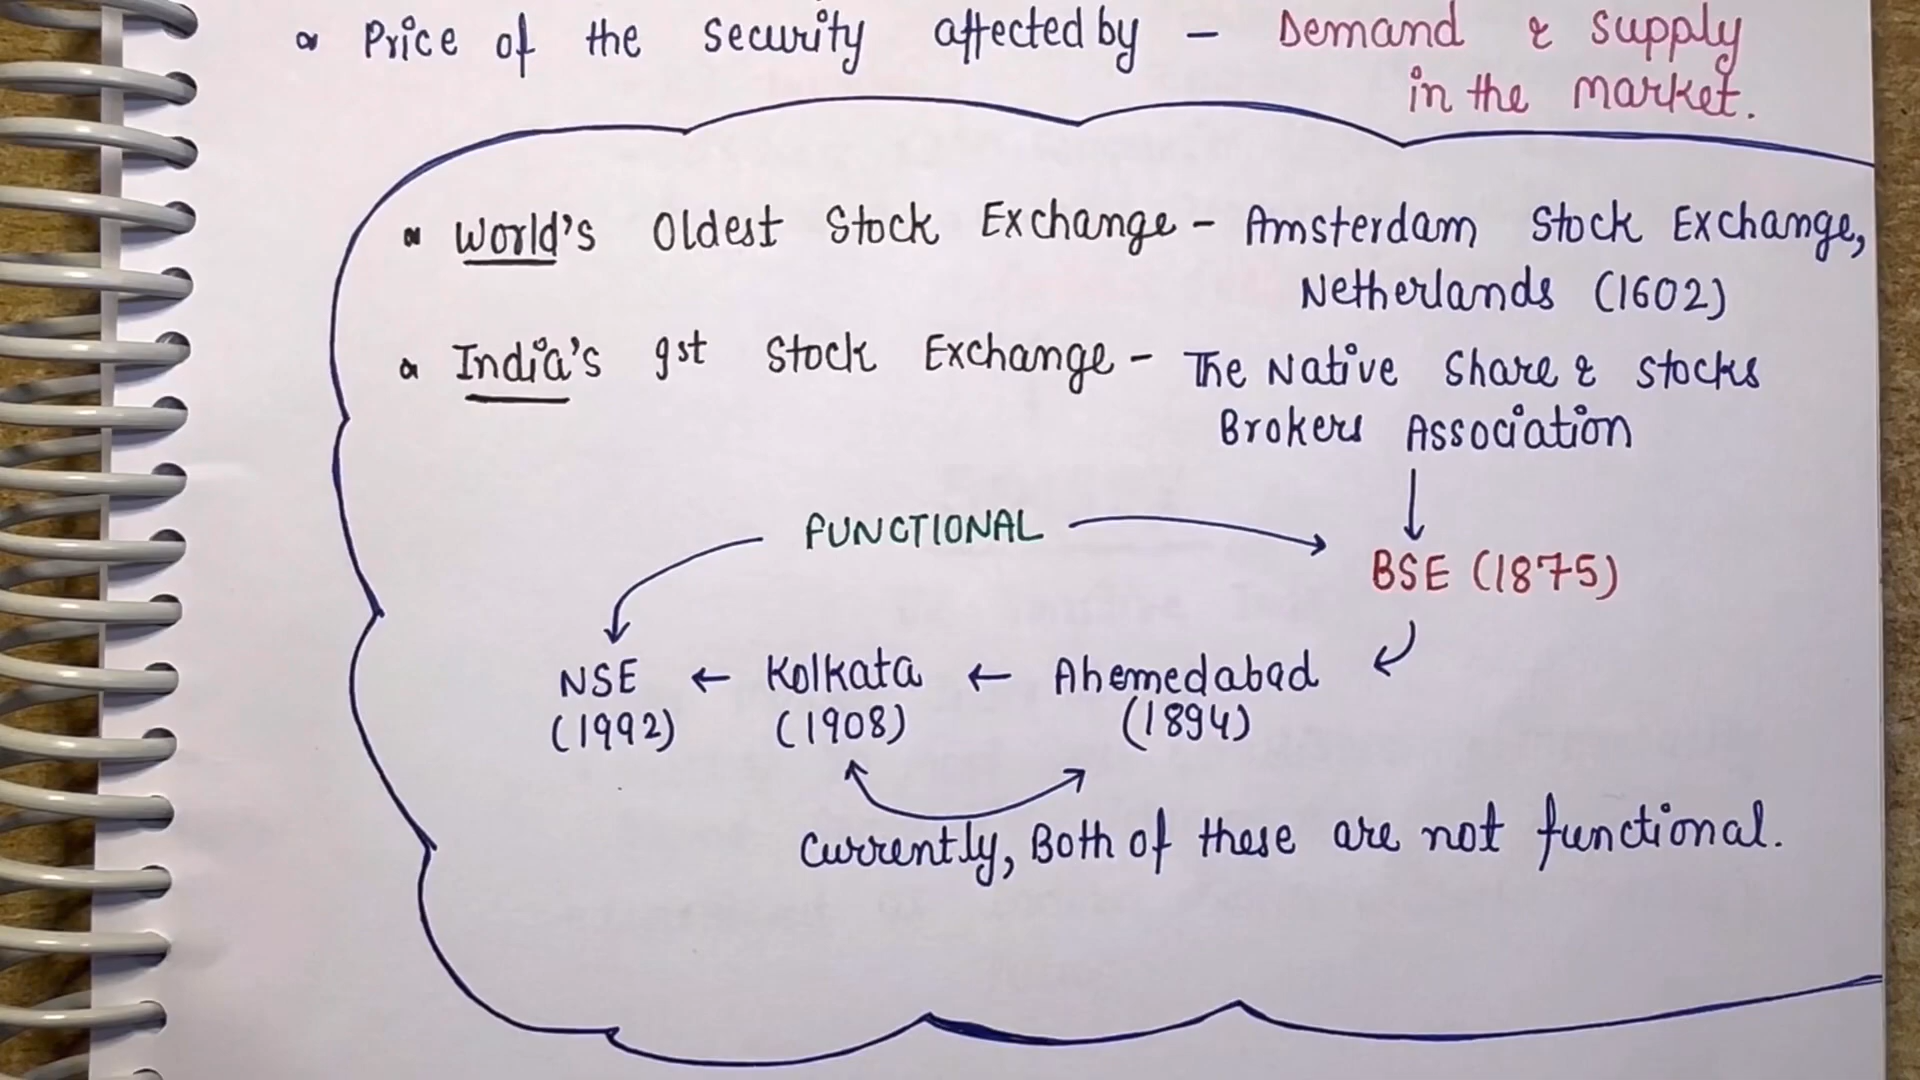 Price of the security affected by - Demand & supply
in the market.
World's Oldest Stock Exchange - Amsterdam Stock Exchange,
Netherlands (1602)
India's 1st Stock Exchange - The Native Share & stocks
Brokers Association
FUNCTIONAL
BSE (1875)
NSE ← Kolkata ← Ahemedabad
(1992) (1908) (1894)
Currently, Both of these are not functional.